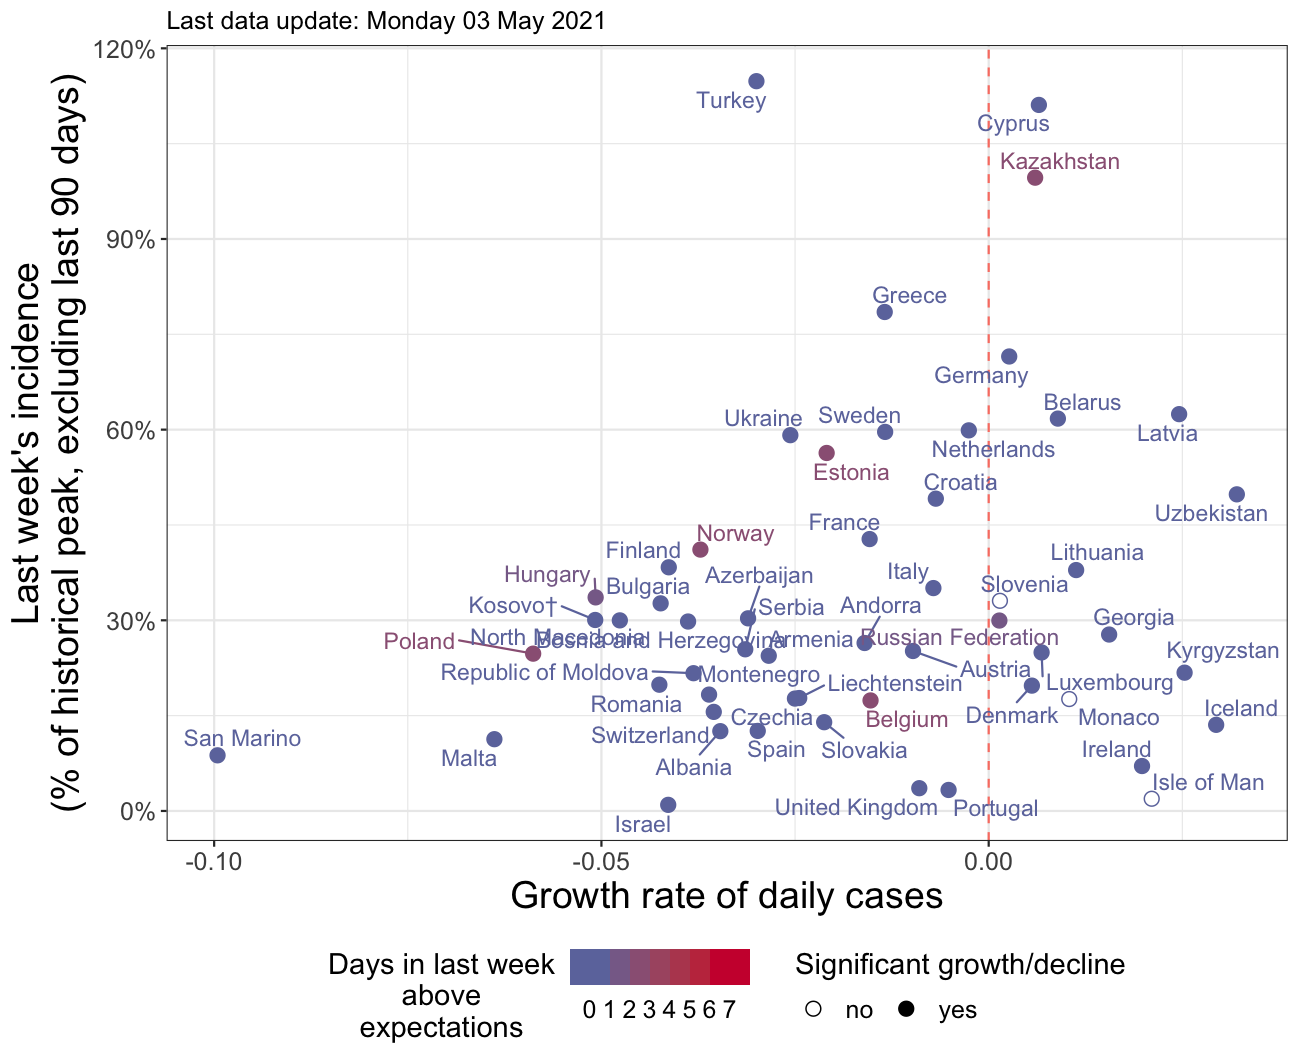 Last data update: Monday 03 May 2021
120%
90%
60%
30%
0%
Last week's incidence
(% of historical peak, excluding last 90 days)
Turkey
Cyprus
Kazakhstan
Greece
Germany
Belarus
Ukraine
Sweden
Latvia
Netherlands
Estonia
Croatia
Uzbekistan
France
Norway
Finland
Lithuania
Hungary
Azerbaijan
Italy
Bulgaria
Slovenia
Kosovo†
Serbia
Andorra
Georgia
Poland
North Macedonia
Bosnia and Herzegovina
Armenia
Russian Federation
Kyrgyzstan
Republic of Moldova
Montenegro
Austria
Liechtenstein
Luxembourg
Romania
Czechia
Belgium
Denmark
Monaco
Iceland
San Marino
Switzerland
Malta
Spain
Slovakia
Ireland
Albania
Isle of Man
United Kingdom
Portugal
Israel
-0.10
-0.05
0.00
Growth rate of daily cases
Days in last week
above
expectations
0 1 2 3 4 5 6 7
Significant growth/decline
no
yes